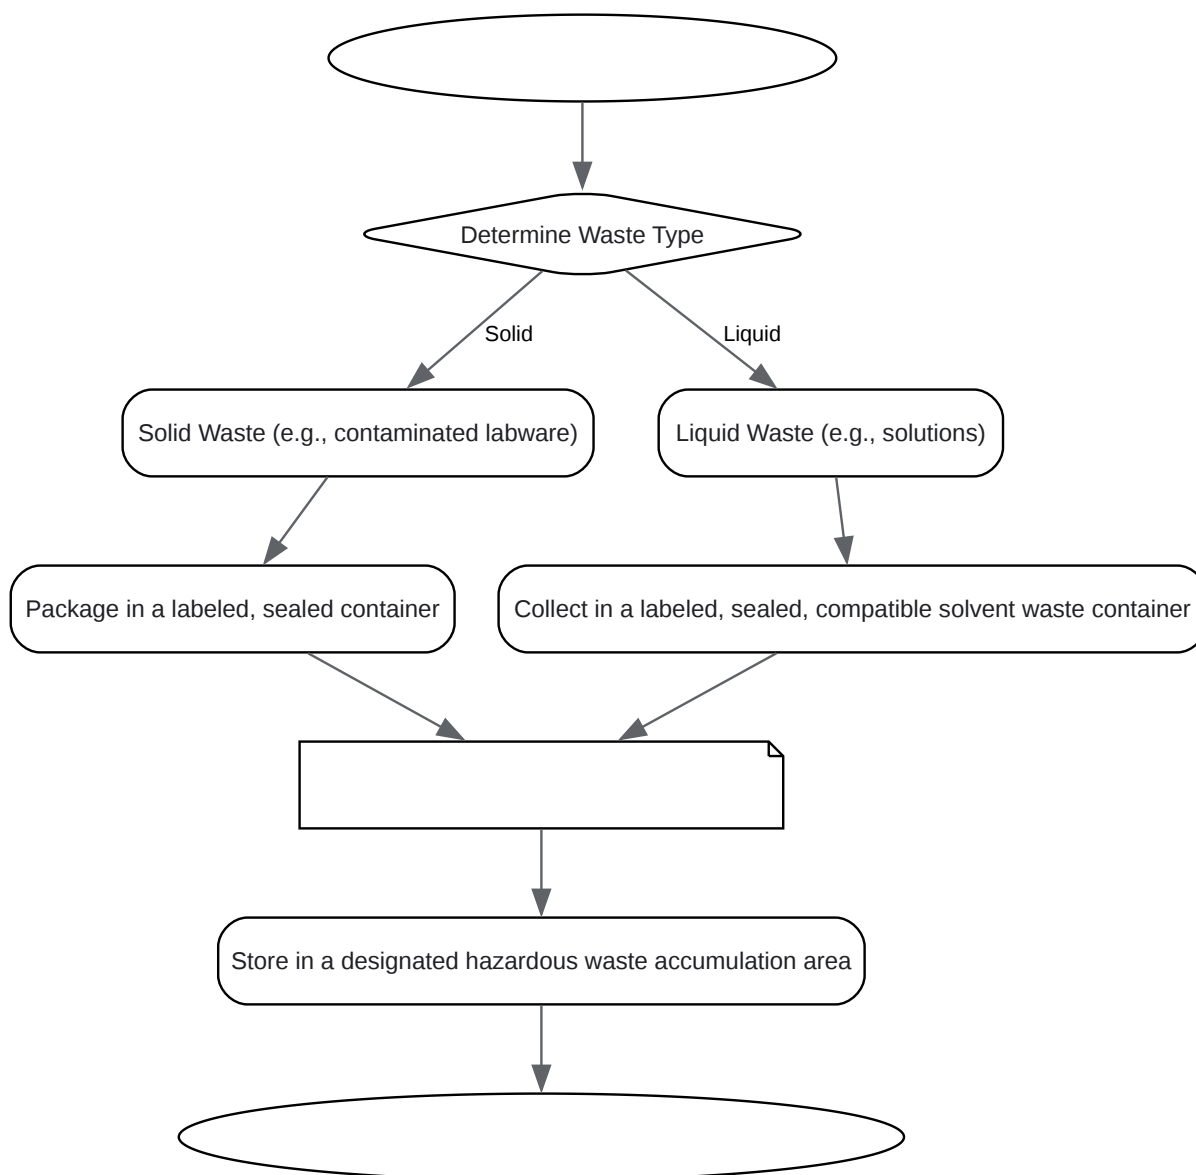 Determine Waste Type
Solid
Liquid
Solid Waste (e.g., contaminated labware)
Liquid Waste (e.g., solutions)
Package in a labeled, sealed container
Collect in a labeled, sealed, compatible solvent waste container
Store in a designated hazardous waste accumulation area